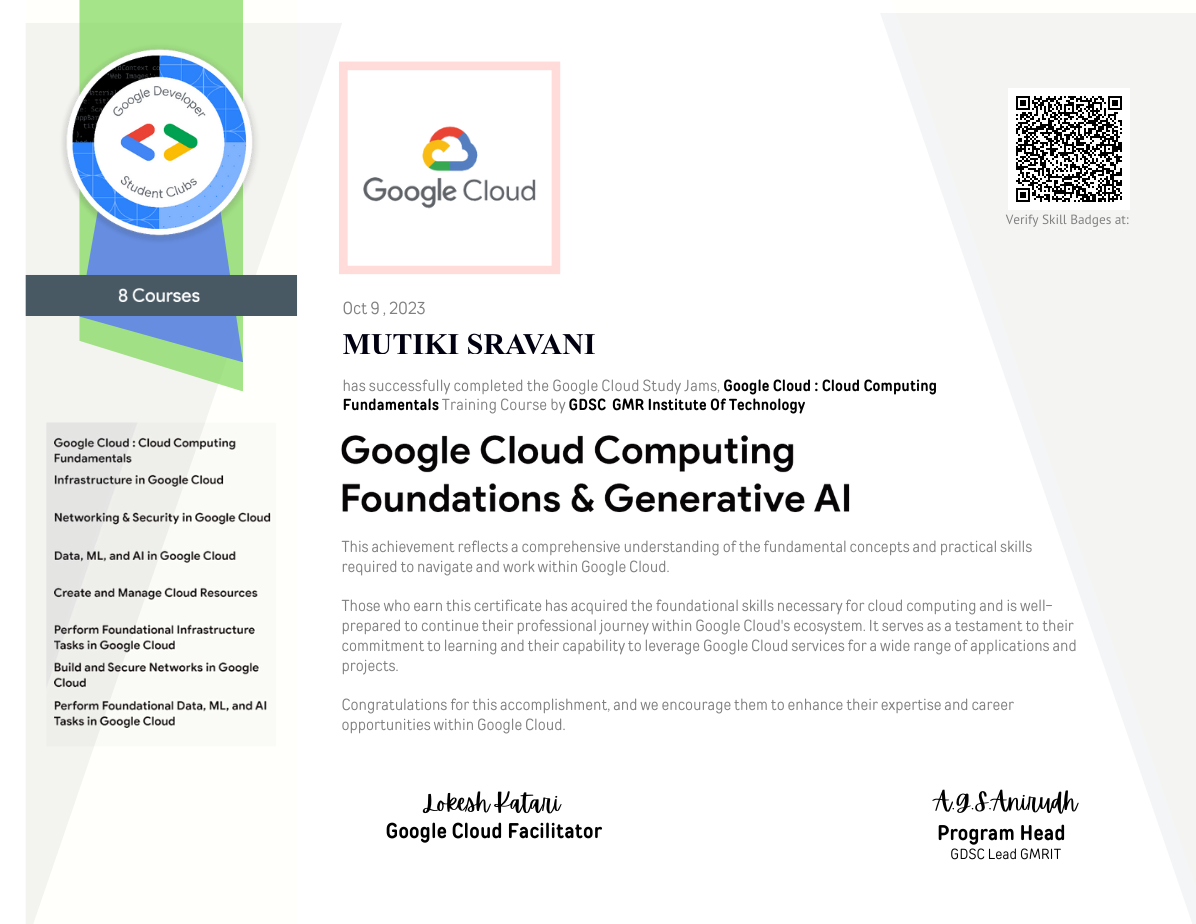 Google Developer
Student Clubs
8 Courses
Google Cloud : Cloud Computing
Fundamentals
Infrastructure in Google Cloud
Networking & Security in Google Cloud
Data, ML, and AI in Google Cloud
Create and Manage Cloud Resources
Perform Foundational Infrastructure
Tasks in Google Cloud
Build and Secure Networks in Google
Cloud
Perform Foundational Data, ML, and AI
Tasks in Google Cloud
Google Cloud
Verify Skill Badges at:
Oct 9 , 2023
MUTIKI SRAVANI
has successfully completed the Google Cloud Study Jams, Google Cloud : Cloud Computing
Fundamentals Training Course by GDSC GMR Institute Of Technology
Google Cloud Computing
Foundations & Generative AI
This achievement reflects a comprehensive understanding of the fundamental concepts and practical skills
required to navigate and work within Google Cloud.
Those who earn this certificate has acquired the foundational skills necessary for cloud computing and is well-
prepared to continue their professional journey within Google Cloud's ecosystem. It serves as a testament to their
commitment to learning and their capability to leverage Google Cloud services for a wide range of applications and
projects.
Congratulations for this accomplishment, and we encourage them to enhance their expertise and career
opportunities within Google Cloud.
Lokesh Katari
Google Cloud Facilitator
A.g.S.Anirudh
Program Head
GDSC Lead GMRIT